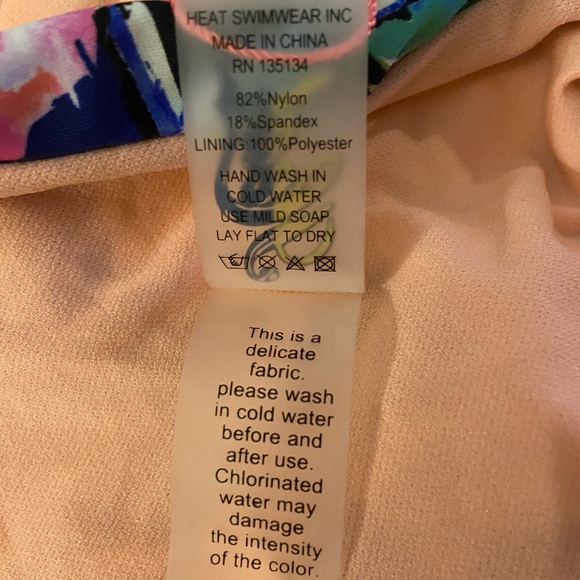 HEAT SWIMWEAR INC
MADE IN CHINA
RN 135134
82%Nylon
18%Spandex
LINING:100%Polyester
HAND WASH IN
COLD WATER
USE MILD SOAP
LAY FLAT TO DRY
This is a
delicate
fabric.
please wash
in cold water
before and
after use.
Chlorinated
water may
damage
the intensity
of the color.